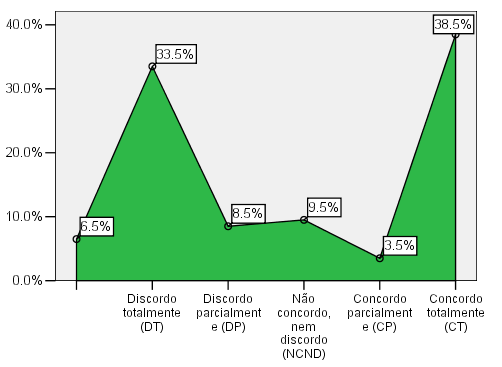 40.0%
30.0%
20.0%
10.0%
0.0%
6.5%
33.5%
8.5%
9.5%
3.5%
38.5%
Discordo
totalmente
(DT)
Discordo
parcialment
e (DP)
Não
concordo,
nem
discordo
(NCND)
Concordo
parcialment
e (CP)
Concordo
totalmente
(CT)